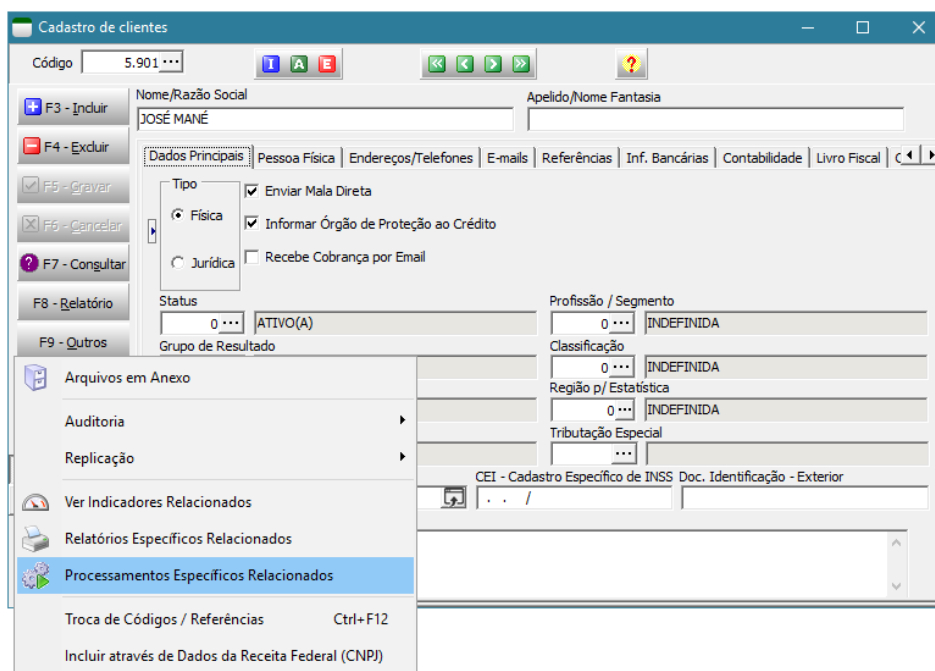 Cadastro de clientes
Código 5.901 ··· I A E ?
F3 - Incluir
Nome/Razão Social Apelido/Nome Fantasia
JOSÉ MANÉ
F4 - Excluir
Dados Principais Pessoa Física Endereços/Telefones E-mails Referências Inf. Bancárias Contabilidade Livro Fiscal
F5 - Gravar
Tipo
Enviar Mala Direta
Física
F6 - Cancelar
Informar Órgão de Proteção ao Crédito
F7 - Consultar
Jurídica
Recebe Cobrança por Email
F8 - Relatório
Status Profissão / Segmento
0 ··· ATIVO(A) 0 ··· INDEFINIDA
F9 - Outros
Grupo de Resultado Classificação
0 ··· INDEFINIDA
Arquivos em Anexo
Região p/ Estatística
0 ··· INDEFINIDA
Auditoria
Tributação Especial
···
Replicação
CEI - Cadastro Específico de INSS Doc. Identificação - Exterior
. . /
Ver Indicadores Relacionados
Relatórios Específicos Relacionados
Processamentos Específicos Relacionados
Troca de Códigos / Referências Ctrl+F12
Incluir através de Dados da Receita Federal (CNPJ)